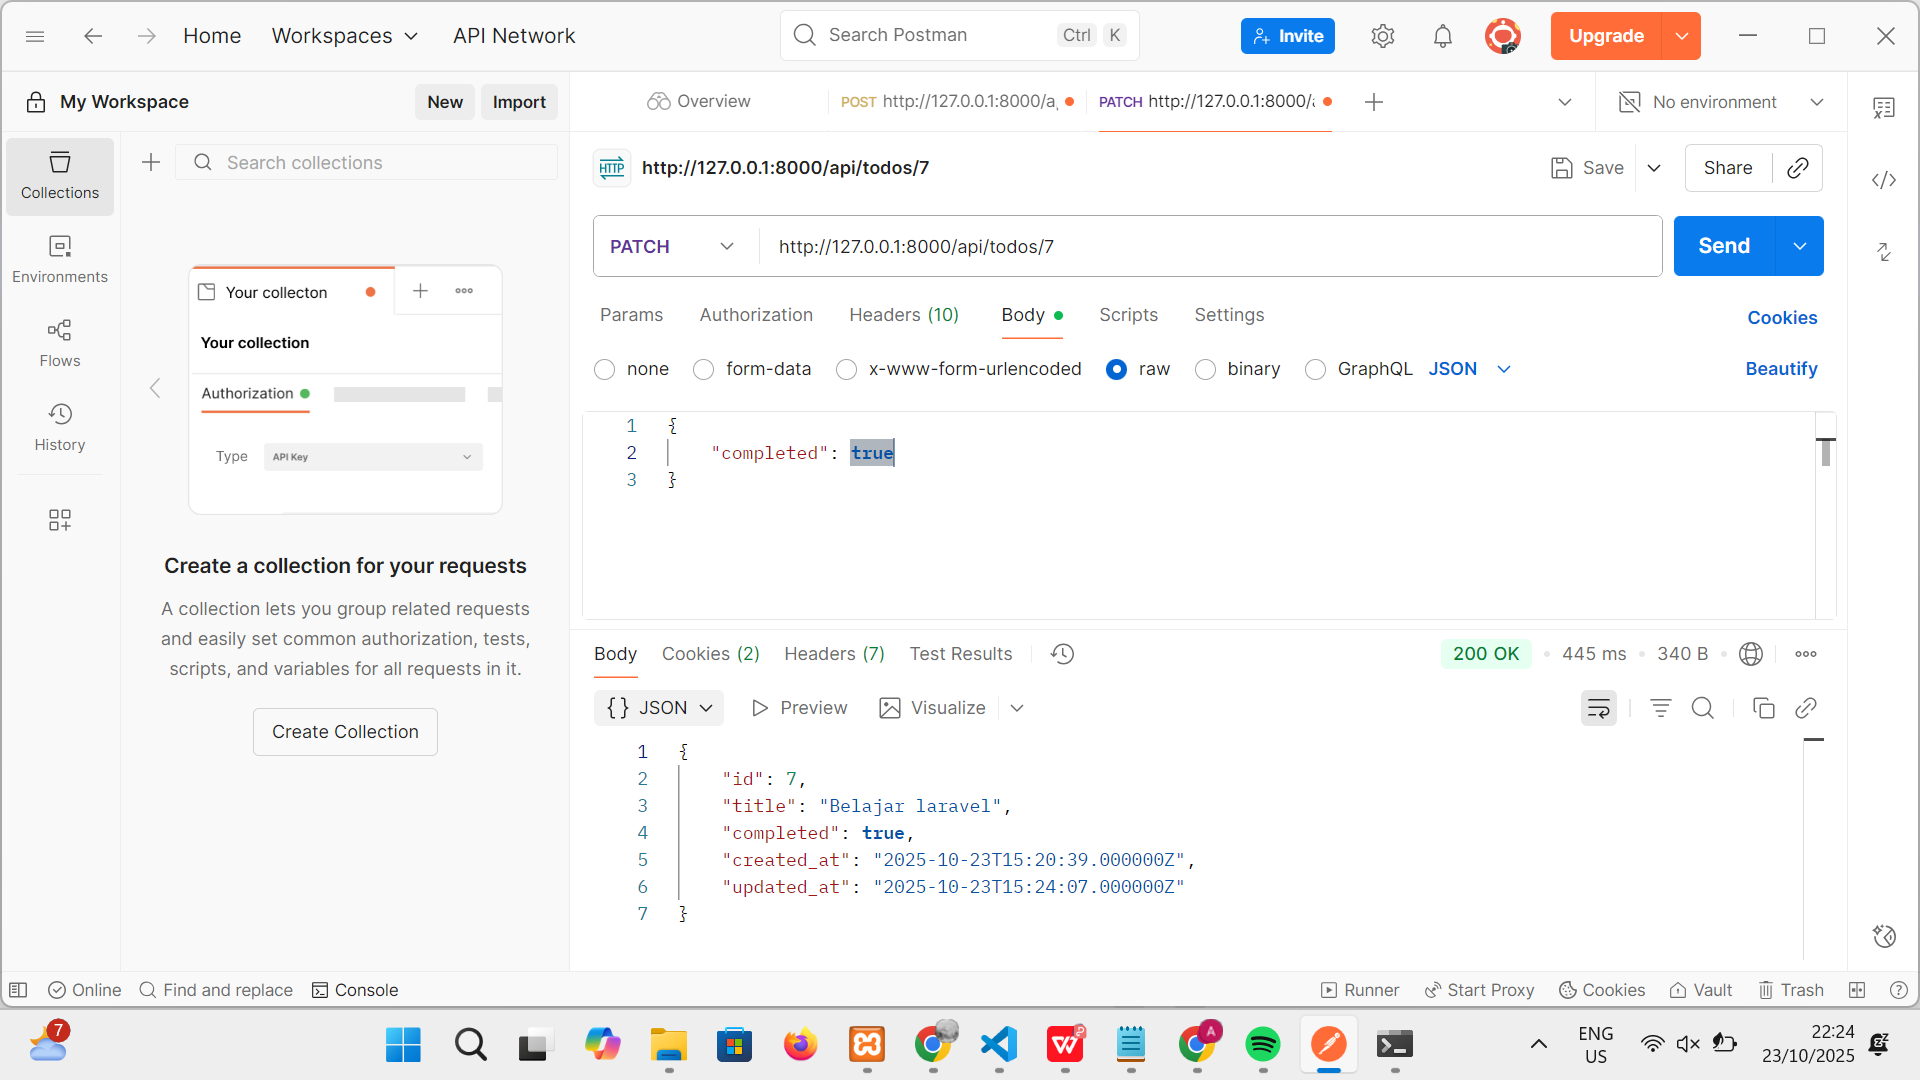 Home Workspaces API Network Search Postman Ctrl K Invite Upgrade
My Workspace New Import Overview POST http://127.0.0.1:8000/a PATCH http://127.0.0.1:8000/ No environment
Search collections
Collections
Environments
Flows
History
Your collecton
Your collection
Authorization
Type API Key
Create a collection for your requests
A collection lets you group related requests
and easily set common authorization, tests,
scripts, and variables for all requests in it.
Create Collection
HTTP http://127.0.0.1:8000/api/todos/7 Save Share
PATCH http://127.0.0.1:8000/api/todos/7 Send
Params Authorization Headers (10) Body Scripts Settings Cookies
none form-data x-www-form-urlencoded raw binary GraphQL JSON Beautify
1 {
2 "completed": true
3 }
Body Cookies (2) Headers (7) Test Results 200 OK 445 ms 340 B
{} JSON Preview Visualize
1 {
2 "id": 7,
3 "title": "Belajar laravel",
4 "completed": true,
5 "created_at": "2025-10-23T15:20:39.000000Z",
6 "updated_at": "2025-10-23T15:24:07.000000Z"
7 }
Online Find and replace Console Runner Start Proxy Cookies Vault Trash
7 A ENG 22:24
US 23/10/2025